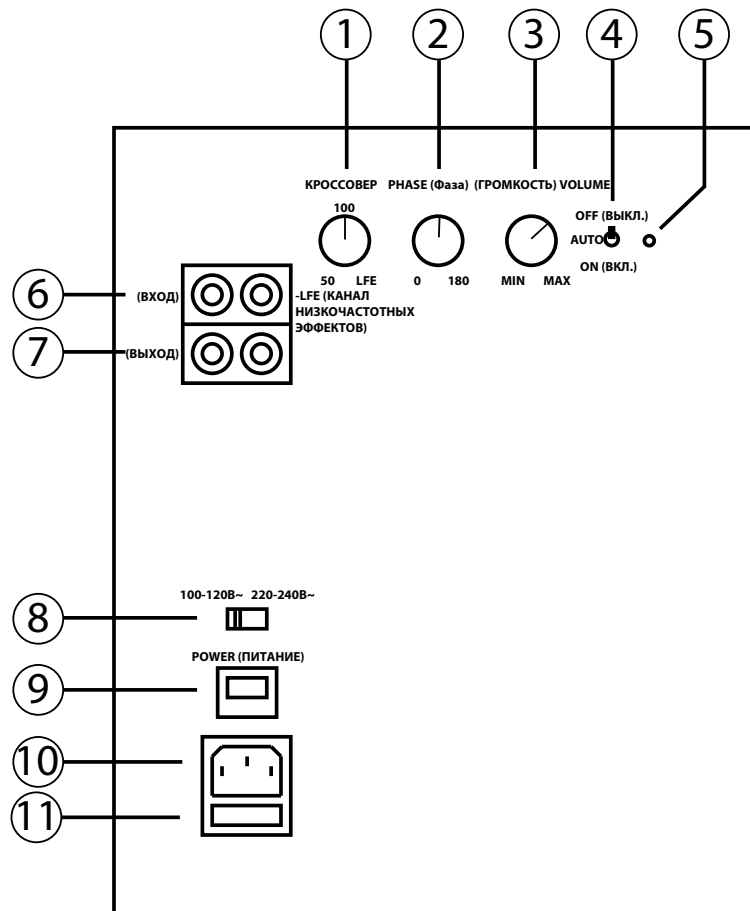 1 2 3 4 5
КРОССОВЕР PHASE (Фаза) (ГРОМКОСТЬ) VOLUME
100
OFF (ВЫКЛ.)
AUTO
ON (ВКЛ.)
50 LFE 0 180 MIN MAX
6 (ВХОД)
-LFE (КАНАЛ
НИЗКОЧАСТОТНЫХ
ЭФФЕКТОВ)
7 (ВЫХОД)
100-120В~ 220-240В~
8
POWER (ПИТАНИЕ)
9
10
11